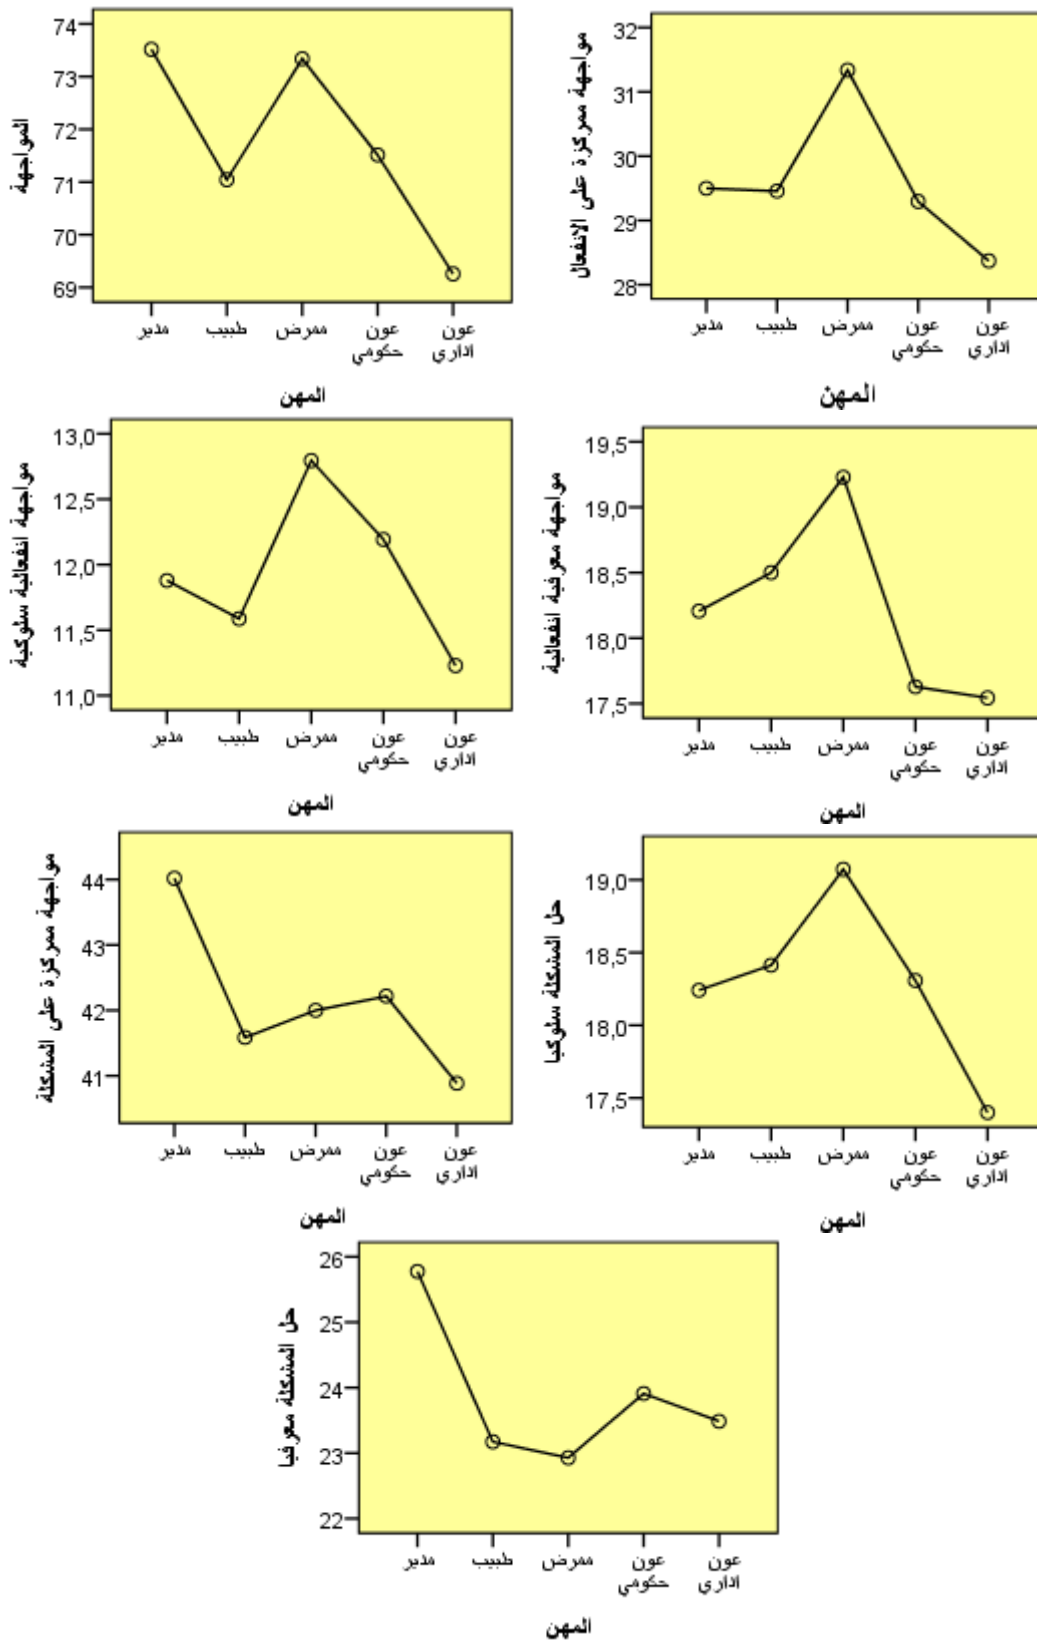 المواجهة
74
73
72
71
70
69
مدير
طبيب
ممرض
عون حكومي
عون اداري
المهن
مواجهة ممركزة على الانفعال
32
31
30
29
28
مدير
طبيب
ممرض
عون حكومي
عون اداري
المهن
مواجهة انفعالية سلوكية
13,0
12,5
12,0
11,5
11,0
مدير
طبيب
ممرض
عون حكومي
عون اداري
المهن
مواجهة معرفية انفعالية
19,5
19,0
18,5
18,0
17,5
مدير
طبيب
ممرض
عون حكومي
عون اداري
المهن
مواجهة ممركزة على المشكلة
44
43
42
41
مدير
طبيب
ممرض
عون حكومي
عون اداري
المهن
حل المشكلة سلوكيا
19,0
18,5
18,0
17,5
مدير
طبيب
ممرض
عون حكومي
عون اداري
المهن
حل المشكلة معرفيا
26
25
24
23
22
مدير
طبيب
ممرض
عون حكومي
عون اداري
المهن